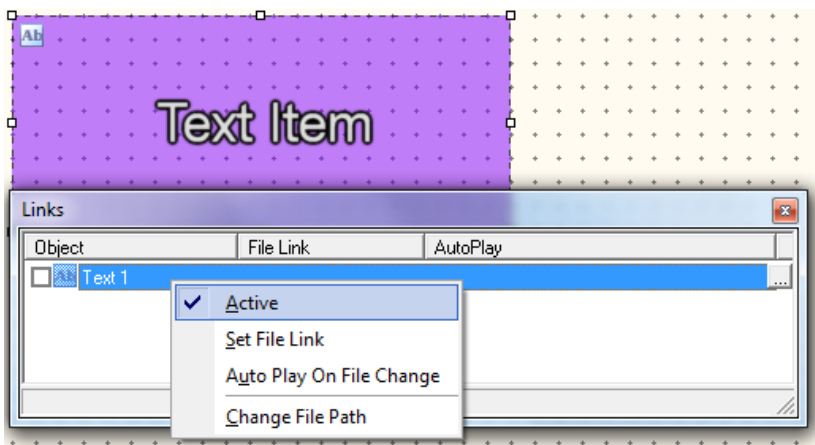 Ab
Text Item
Links
Object File Link AutoPlay
Ab Text 1 ...
Active
Set File Link
Auto Play On File Change
Change File Path